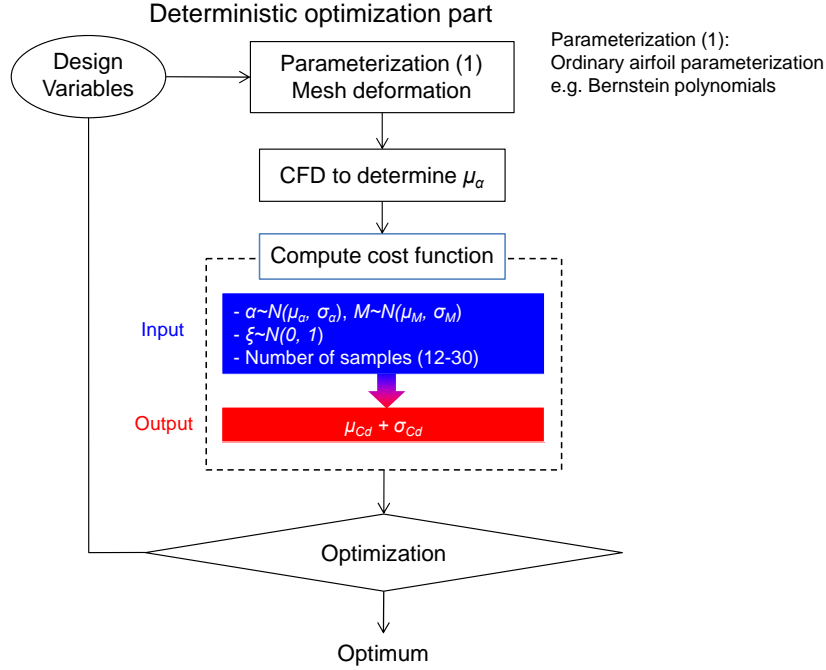 Deterministic optimization part
Design
Variables
Parameterization (1)
Mesh deformation
Parameterization (1):
Ordinary airfoil parameterization
e.g. Bernstein polynomials
CFD to determine μα
Compute cost function
Input
- α~N(μα, σα), M~N(μM, σM)
- ξ~N(0, 1)
- Number of samples (12-30)
Output
μCd + σCd
Optimization
Optimum